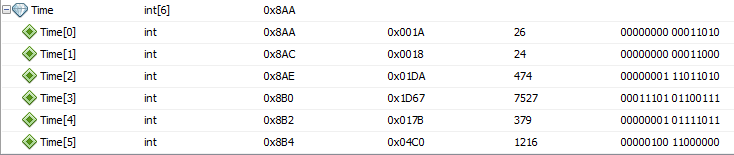 Time int[6] 0x8AA
Time[0] int 0x8AA 0x001A 26 00000000 00011010
Time[1] int 0x8AC 0x0018 24 00000000 00011000
Time[2] int 0x8AE 0x01DA 474 00000001 11011010
Time[3] int 0x8B0 0x1D67 7527 00011101 01100111
Time[4] int 0x8B2 0x017B 379 00000001 01111011
Time[5] int 0x8B4 0x04C0 1216 00000100 11000000